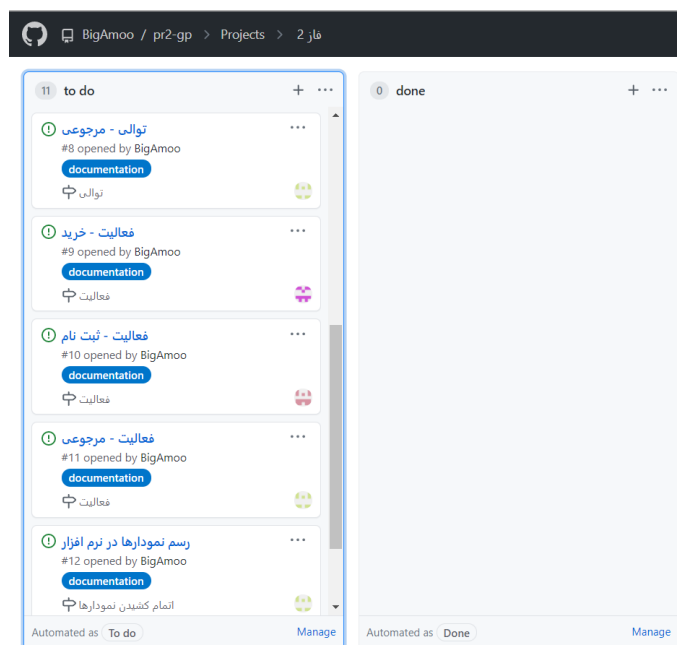 BigAmoo / pr2-gp > Projects > فاز 2
11 to do
توالی - مرجوعی
#8 opened by BigAmoo
documentation
توالی
فعالیت - خرید
#9 opened by BigAmoo
documentation
فعالیت
فعالیت - ثبت نام
#10 opened by BigAmoo
documentation
فعالیت
فعالیت - مرجوعی
#11 opened by BigAmoo
documentation
فعالیت
رسم نمودارها در نرم افزار
#12 opened by BigAmoo
documentation
اتمام کشیدن نمودارها
Automated as To do Manage
0 done
Automated as Done Manage